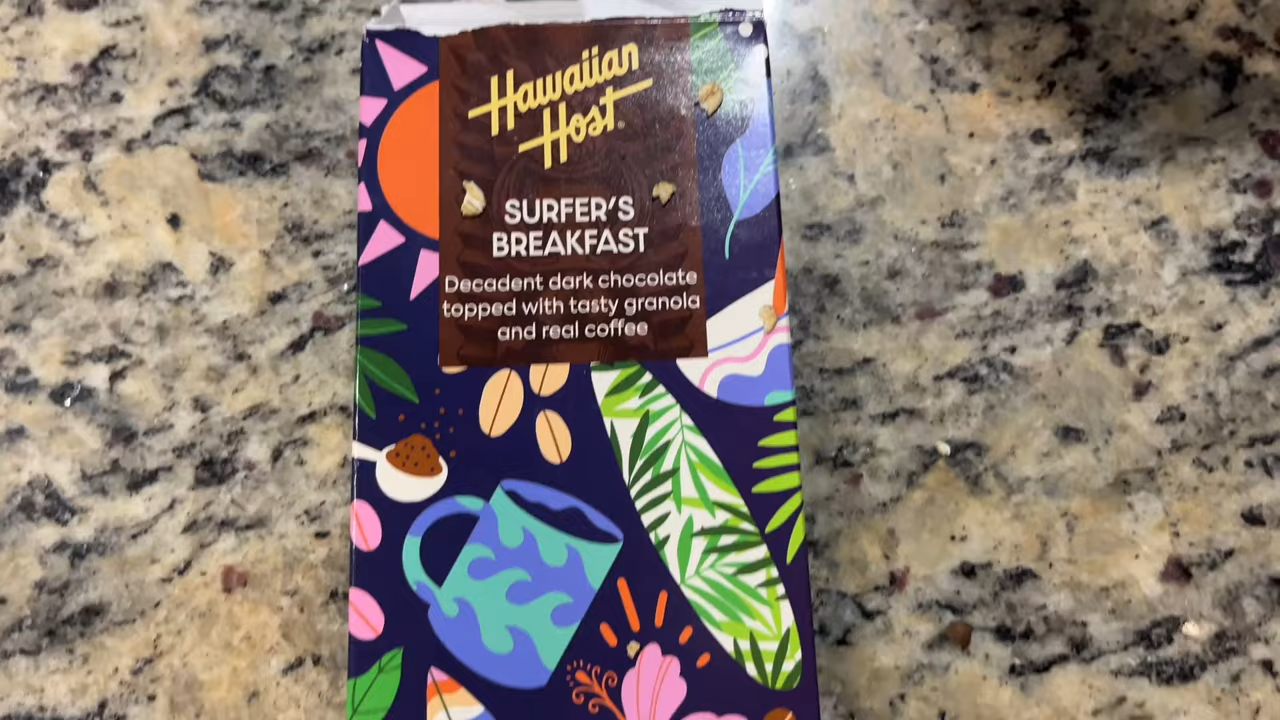 Hawaiian
Host
SURFER'S
BREAKFAST
Decadent dark chocolate
topped with tasty granola
and real coffee